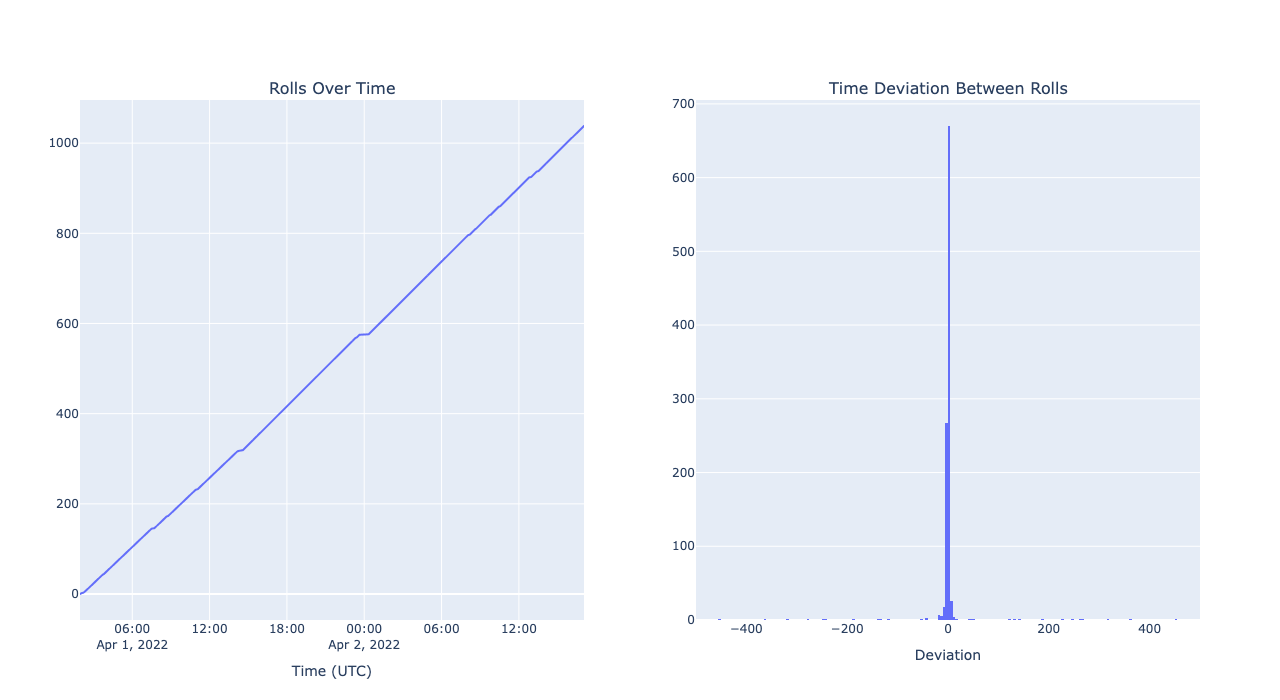 Rolls Over Time
1000
800
600
400
200
0
06:00 12:00 18:00 00:00 06:00 12:00
Apr 1, 2022 Apr 2, 2022
Time (UTC)
Time Deviation Between Rolls
700
600
500
400
300
200
100
0
−400 −200 0 200 400
Deviation